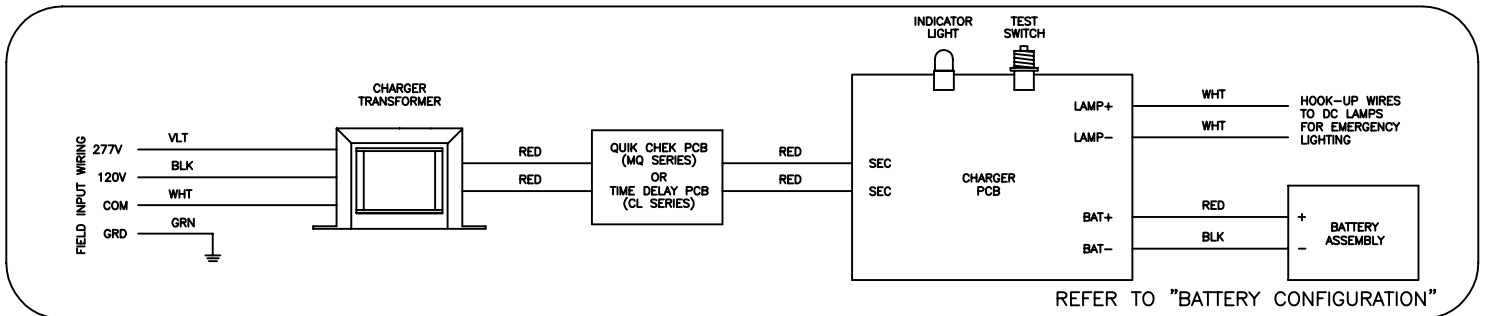 INDICATOR
LIGHT
TEST
SWITCH
CHARGER
TRANSFORMER
FIELD INPUT WIRING
277V
VLT
120V
BLK
COM
WHT
GRD
GRN
RED
RED
QUIK CHEK PCB
(MQ SERIES)
OR
TIME DELAY PCB
(CL SERIES)
RED
RED
SEC
SEC
CHARGER
PCB
LAMP+
LAMP-
BAT+
BAT-
WHT
WHT
HOOK-UP WIRES
TO DC LAMPS
FOR EMERGENCY
LIGHTING
RED
BLK
+
-
BATTERY
ASSEMBLY
REFER TO "BATTERY CONFIGURATION"